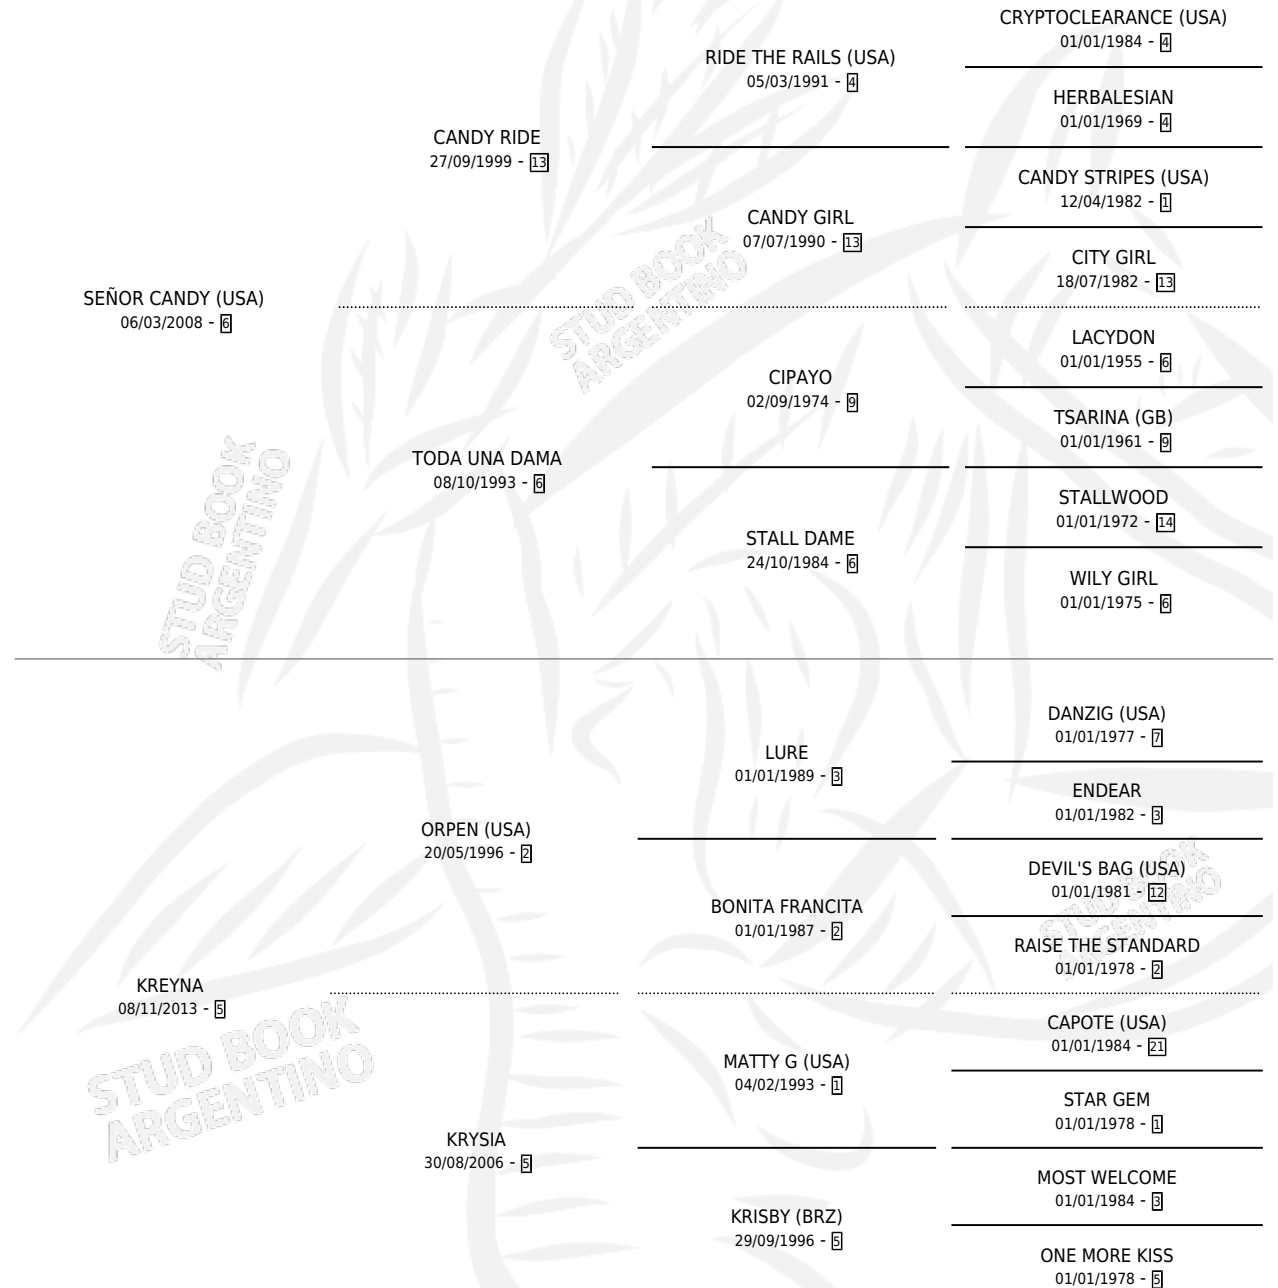 CRYPTOCLEARANCE (USA)
01/01/1984 - 4
RIDE THE RAILS (USA)
05/03/1991 - 4
HERBALESIAN
01/01/1969 - 4
CANDY RIDE
27/09/1999 - 13
CANDY STRIPES (USA)
12/04/1982 - 1
CANDY GIRL
07/07/1990 - 13
CITY GIRL
18/07/1982 - 13
SEÑOR CANDY (USA)
06/03/2008 - 6
LACYDON
01/01/1955 - 6
CIPAYO
02/09/1974 - 9
TSARINA (GB)
01/01/1961 - 9
TODA UNA DAMA
08/10/1993 - 6
STALLWOOD
01/01/1972 - 14
STALL DAME
24/10/1984 - 6
WILY GIRL
01/01/1975 - 6
DANZIG (USA)
01/01/1977 - 7
LURE
01/01/1989 - 3
ENDEAR
01/01/1982 - 3
ORPEN (USA)
20/05/1996 - 2
DEVIL'S BAG (USA)
01/01/1981 - 12
BONITA FRANCITA
01/01/1987 - 2
RAISE THE STANDARD
01/01/1978 - 2
KREYNA
08/11/2013 - 5
CAPOTE (USA)
01/01/1984 - 21
MATTY G (USA)
04/02/1993 - 1
STAR GEM
01/01/1978 - 1
KRYSIA
30/08/2006 - 5
MOST WELCOME
01/01/1984 - 3
KRISBY (BRZ)
29/09/1996 - 5
ONE MORE KISS
01/01/1978 - 5
STUD BOOK
ARGENTINO
STUD BOOK
ARGENTINO
STUD BOOK
ARGENTINO
STUD BOOK
ARGENTINO